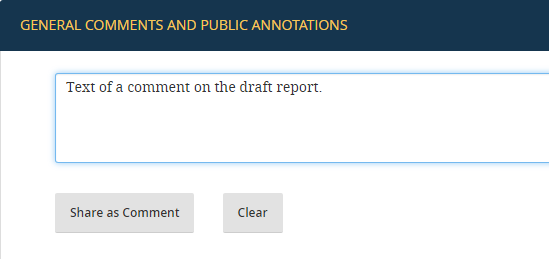 GENERAL COMMENTS AND PUBLIC ANNOTATIONS
Text of a comment on the draft report.
Share as Comment
Clear